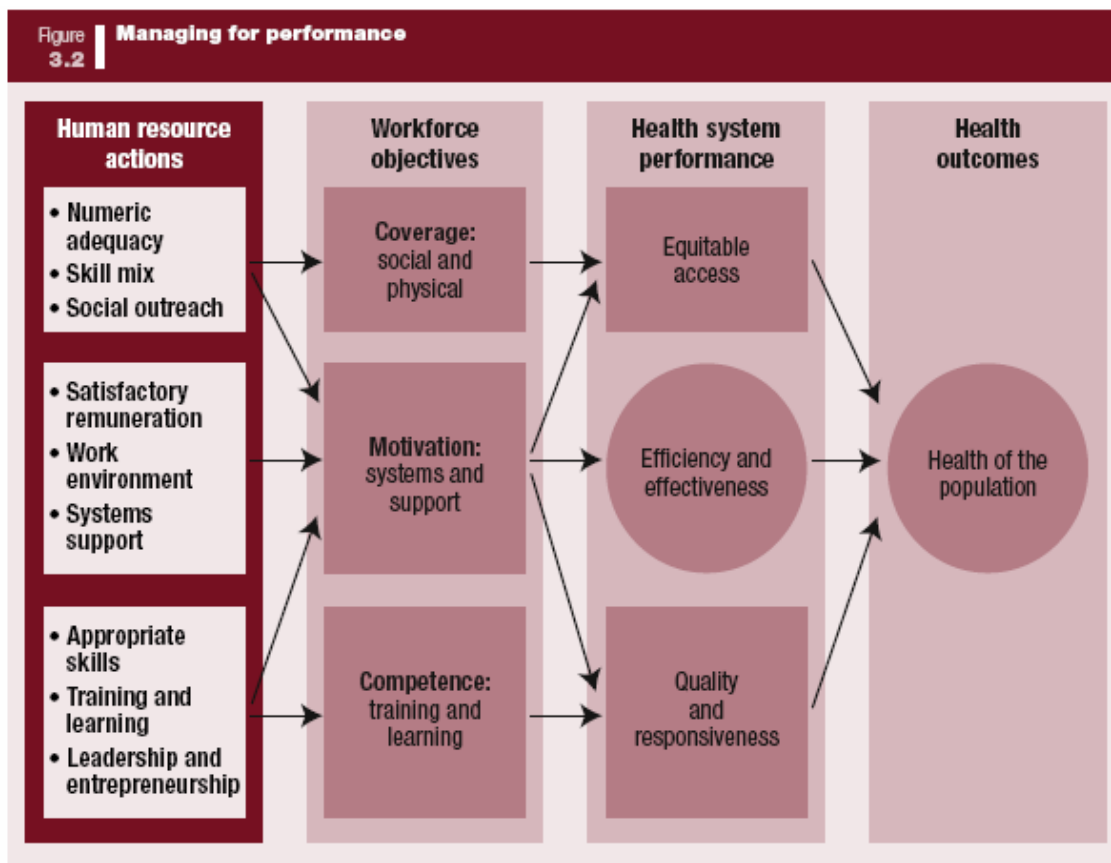 Figure
3.2
Managing for performance
Human resource
actions
• Numeric
adequacy
• Skill mix
• Social outreach
• Satisfactory
remuneration
• Work
environment
• Systems
support
• Appropriate
skills
• Training and
learning
• Leadership and
entrepreneurship
Workforce
objectives
Coverage:
social and
physical
Motivation:
systems and
support
Competence:
training and
learning
Health system
performance
Equitable
access
Efficiency and
effectiveness
Quality
and
responsiveness
Health
outcomes
Health of the
population